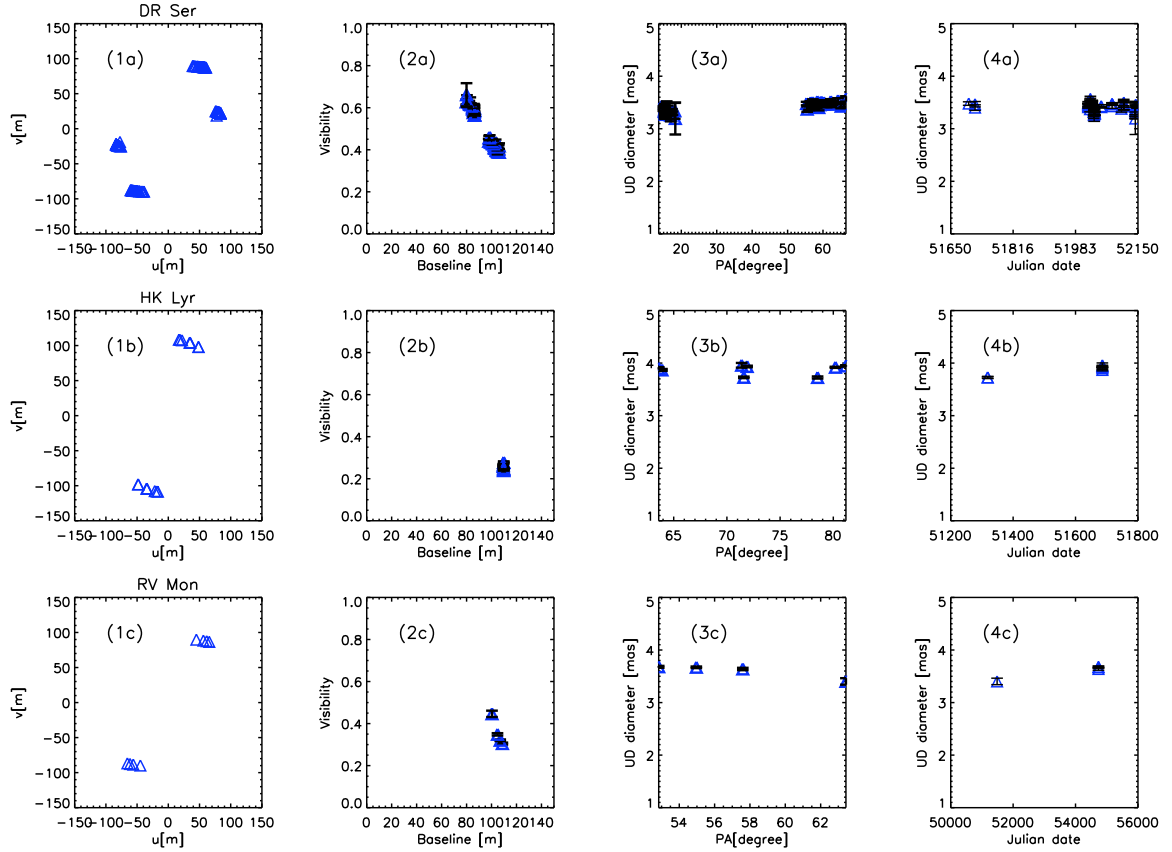 DR Ser
(1a)
150
100
50
0
−50
−100
−150
−150−100 −50 0 50 100 150
v[m]
u[m]
(2a)
1.0
0.8
0.6
0.4
0.2
0.0
0 20 40 60 80 100120140
Visibility
Baseline [m]
(3a)
5
4
3
2
1
20 30 40 50 60
UD diameter [mas]
PA[degree]
(4a)
5
4
3
2
1
51650 51816 51983 52150
UD diameter [mas]
Julian date
HK Lyr
(1b)
150
100
50
0
−50
−100
−150
−150−100 −50 0 50 100 150
v[m]
u[m]
(2b)
1.0
0.8
0.6
0.4
0.2
0.0
0 20 40 60 80 100120140
Visibility
Baseline [m]
(3b)
5
4
3
2
1
65 70 75 80
UD diameter [mas]
PA[degree]
(4b)
5
4
3
2
1
51200 51400 51600 51800
UD diameter [mas]
Julian date
RV Mon
(1c)
150
100
50
0
−50
−100
−150
−150−100 −50 0 50 100 150
v[m]
u[m]
(2c)
1.0
0.8
0.6
0.4
0.2
0.0
0 20 40 60 80 100120140
Visibility
Baseline [m]
(3c)
5
4
3
2
1
54 56 58 60 62
UD diameter [mas]
PA[degree]
(4c)
5
4
3
2
1
50000 52000 54000 56000
UD diameter [mas]
Julian date